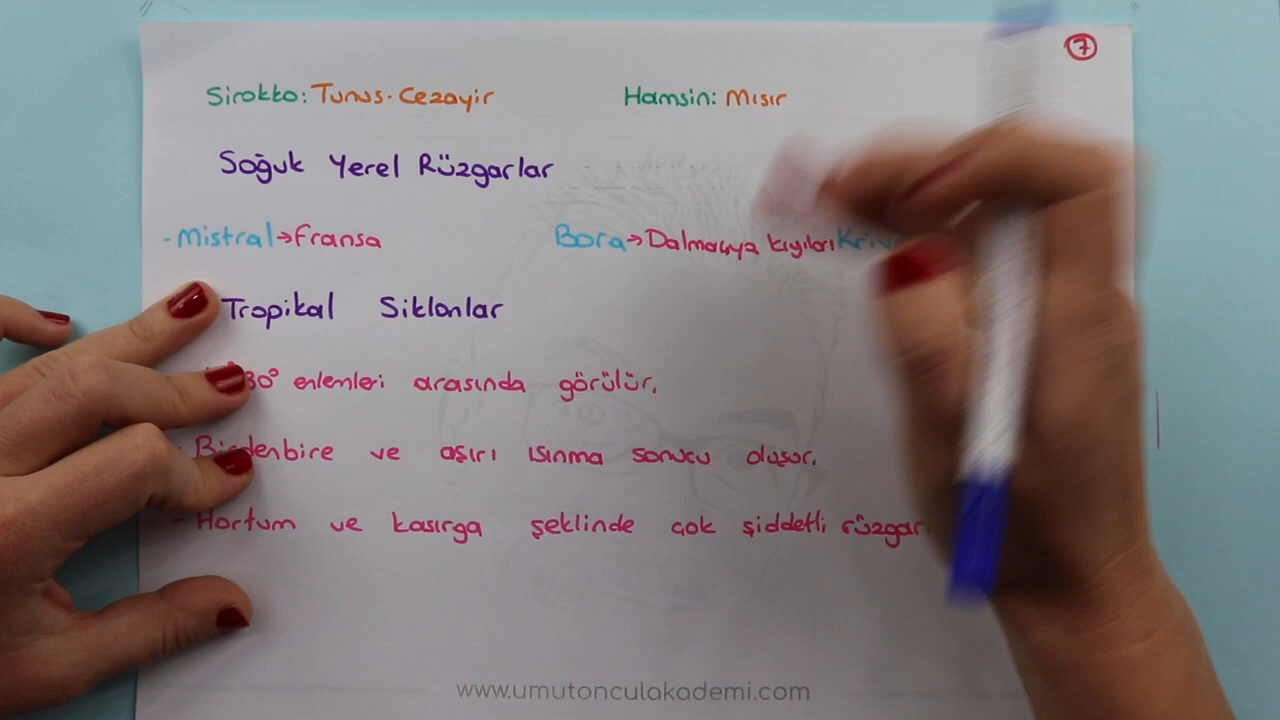 7
Sirokko: Tunus - Cezayir Hamsin: Mısır
Soğuk Yerel Rüzgarlar
- Mistral → Fransa Bora → Dalmaçya kıyıları
Tropikal Siklonlar
30° enlemleri arasında görülür.
- Birdenbire ve aşırı ısınma sonucu oluşur.
- Hortum ve kasırga şeklinde çok şiddetli rüzgar
www.umutonculakademi.com